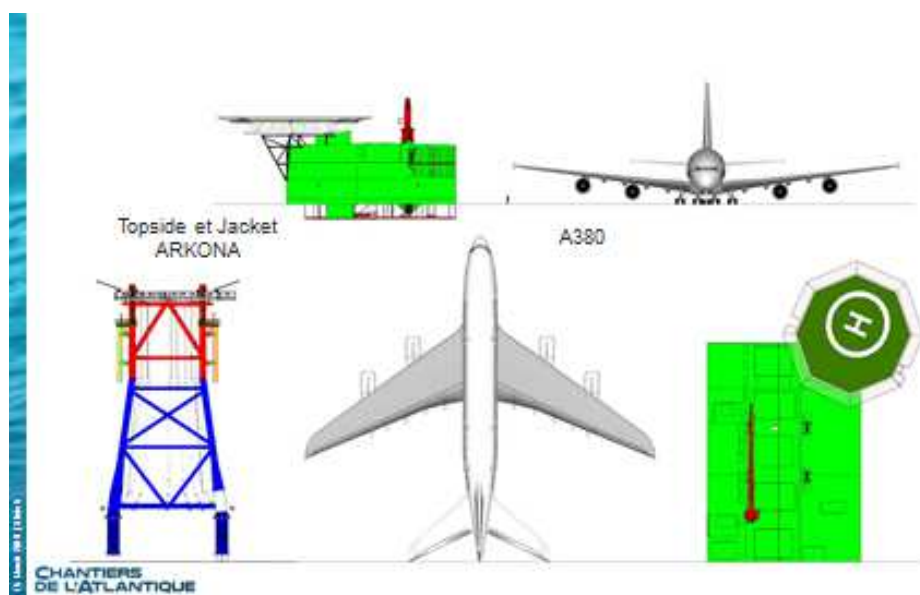 Topside et Jacket
ARKONA
A380
H
CHANTIERS
DE L'ATLANTIQUE